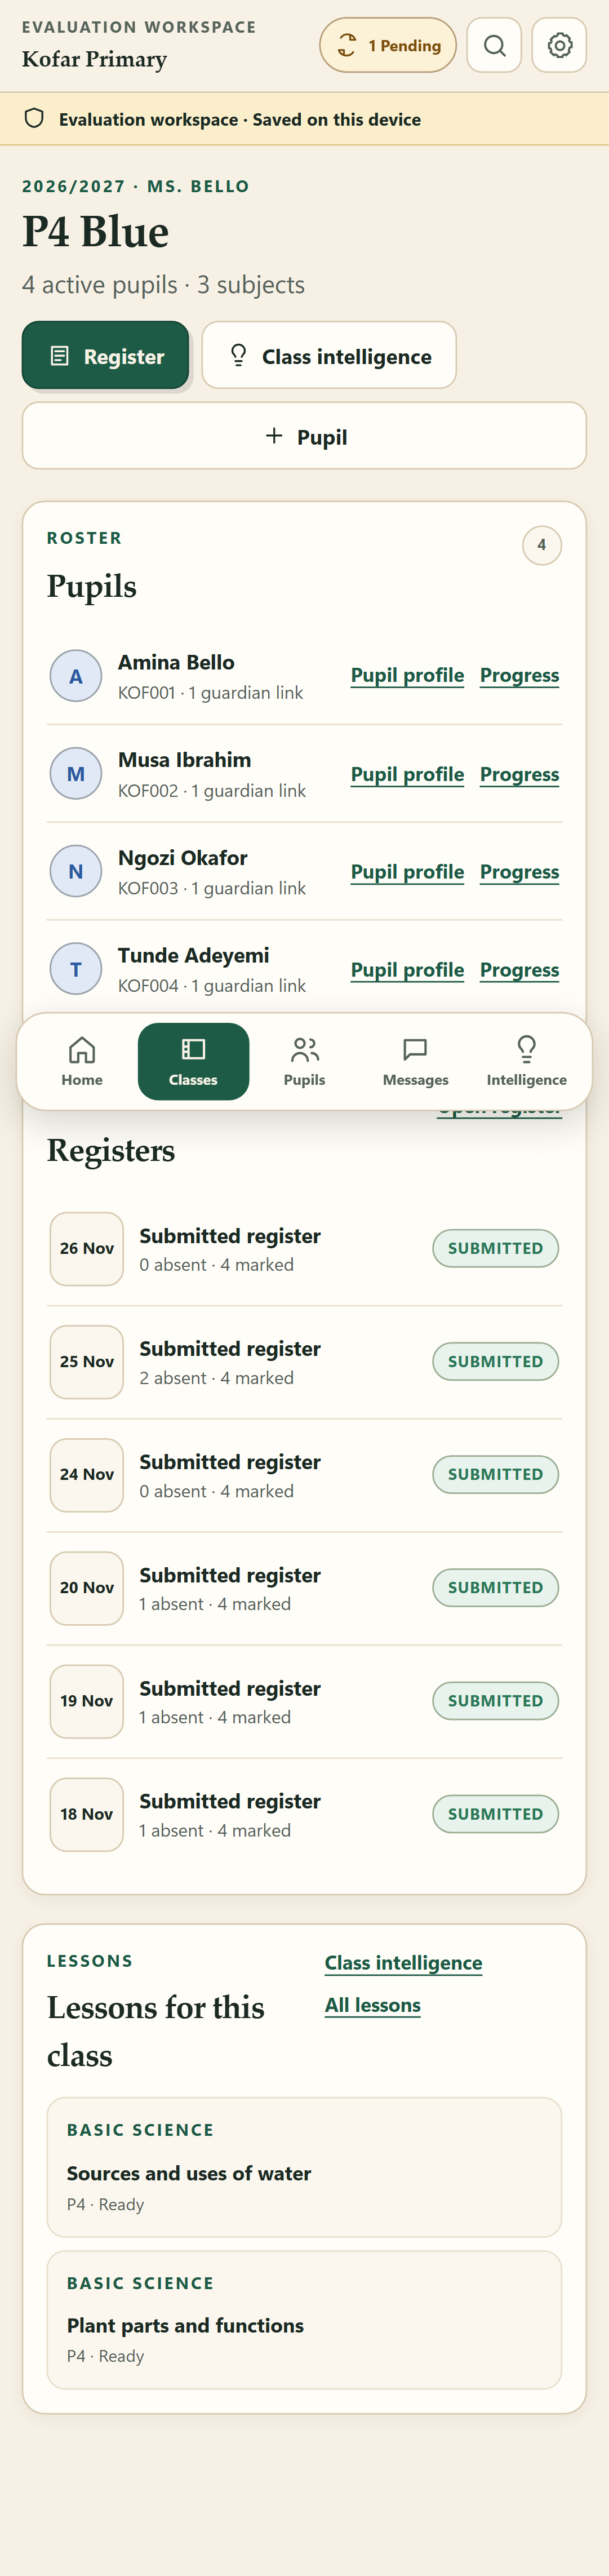 EVALUATION WORKSPACE
Kofar Primary
1 Pending
Evaluation workspace · Saved on this device
2026/2027 · MS. BELLO
P4 Blue
4 active pupils · 3 subjects
Register
Class intelligence
+ Pupil
ROSTER
4
Pupils
A
Amina Bello
KOF001 · 1 guardian link
Pupil profile
Progress
M
Musa Ibrahim
KOF002 · 1 guardian link
Pupil profile
Progress
N
Ngozi Okafor
KOF003 · 1 guardian link
Pupil profile
Progress
T
Tunde Adeyemi
KOF004 · 1 guardian link
Pupil profile
Progress
Home
Classes
Pupils
Messages
Intelligence
Open register
Registers
26 Nov
Submitted register
0 absent · 4 marked
SUBMITTED
25 Nov
Submitted register
2 absent · 4 marked
SUBMITTED
24 Nov
Submitted register
0 absent · 4 marked
SUBMITTED
20 Nov
Submitted register
1 absent · 4 marked
SUBMITTED
19 Nov
Submitted register
1 absent · 4 marked
SUBMITTED
18 Nov
Submitted register
1 absent · 4 marked
SUBMITTED
LESSONS
Lessons for this
class
Class intelligence
All lessons
BASIC SCIENCE
Sources and uses of water
P4 · Ready
BASIC SCIENCE
Plant parts and functions
P4 · Ready